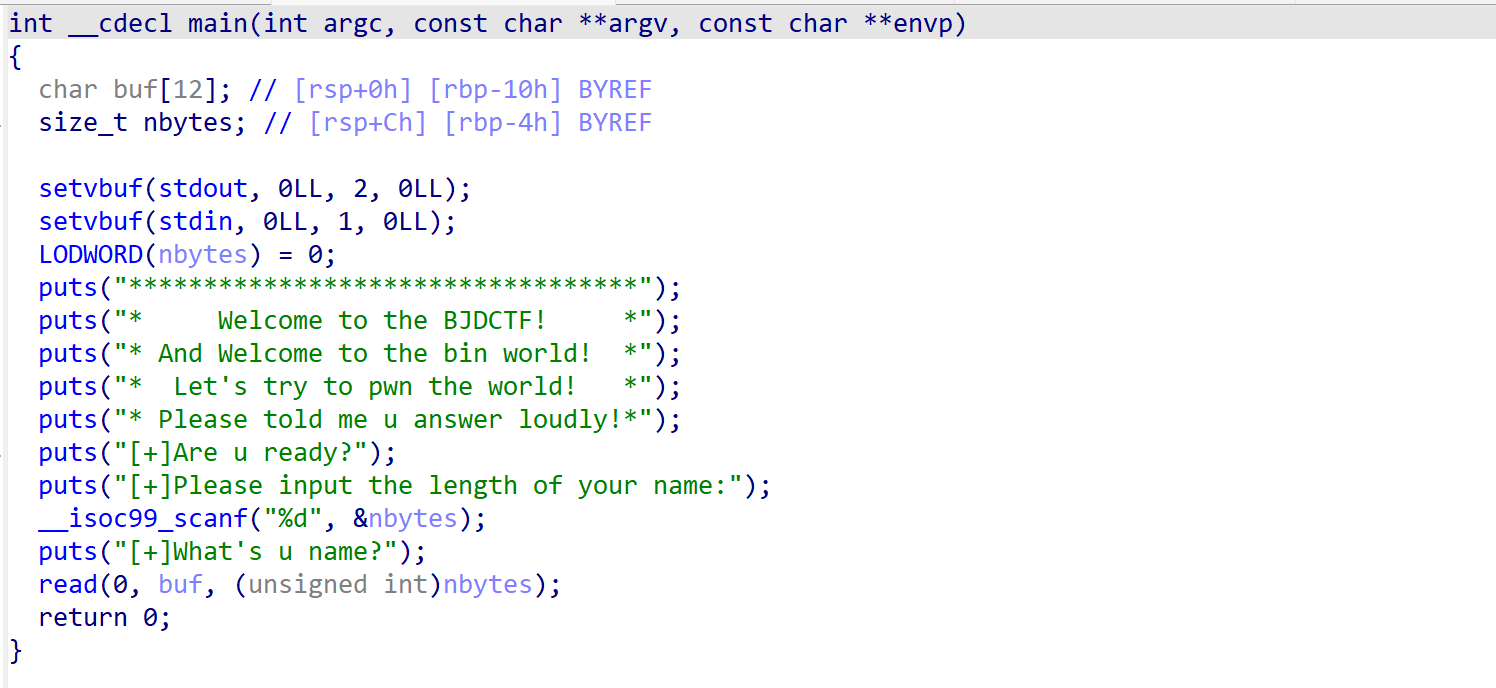 int __cdecl main(int argc, const char **argv, const char **envp)
{
  char buf[12]; // [rsp+0h] [rbp-10h] BYREF
  size_t nbytes; // [rsp+Ch] [rbp-4h] BYREF

  setvbuf(stdout, 0LL, 2, 0LL);
  setvbuf(stdin, 0LL, 1, 0LL);
  LODWORD(nbytes) = 0;
  puts("**********************************");
  puts("*     Welcome to the BJDCTF!     *");
  puts("* And Welcome to the bin world!  *");
  puts("*  Let's try to pwn the world!   *");
  puts("* Please told me u answer loudly!*");
  puts("[+]Are u ready?");
  puts("[+]Please input the length of your name:");
  __isoc99_scanf("%d", &nbytes);
  puts("[+]What's u name?");
  read(0, buf, (unsigned int)nbytes);
  return 0;
}